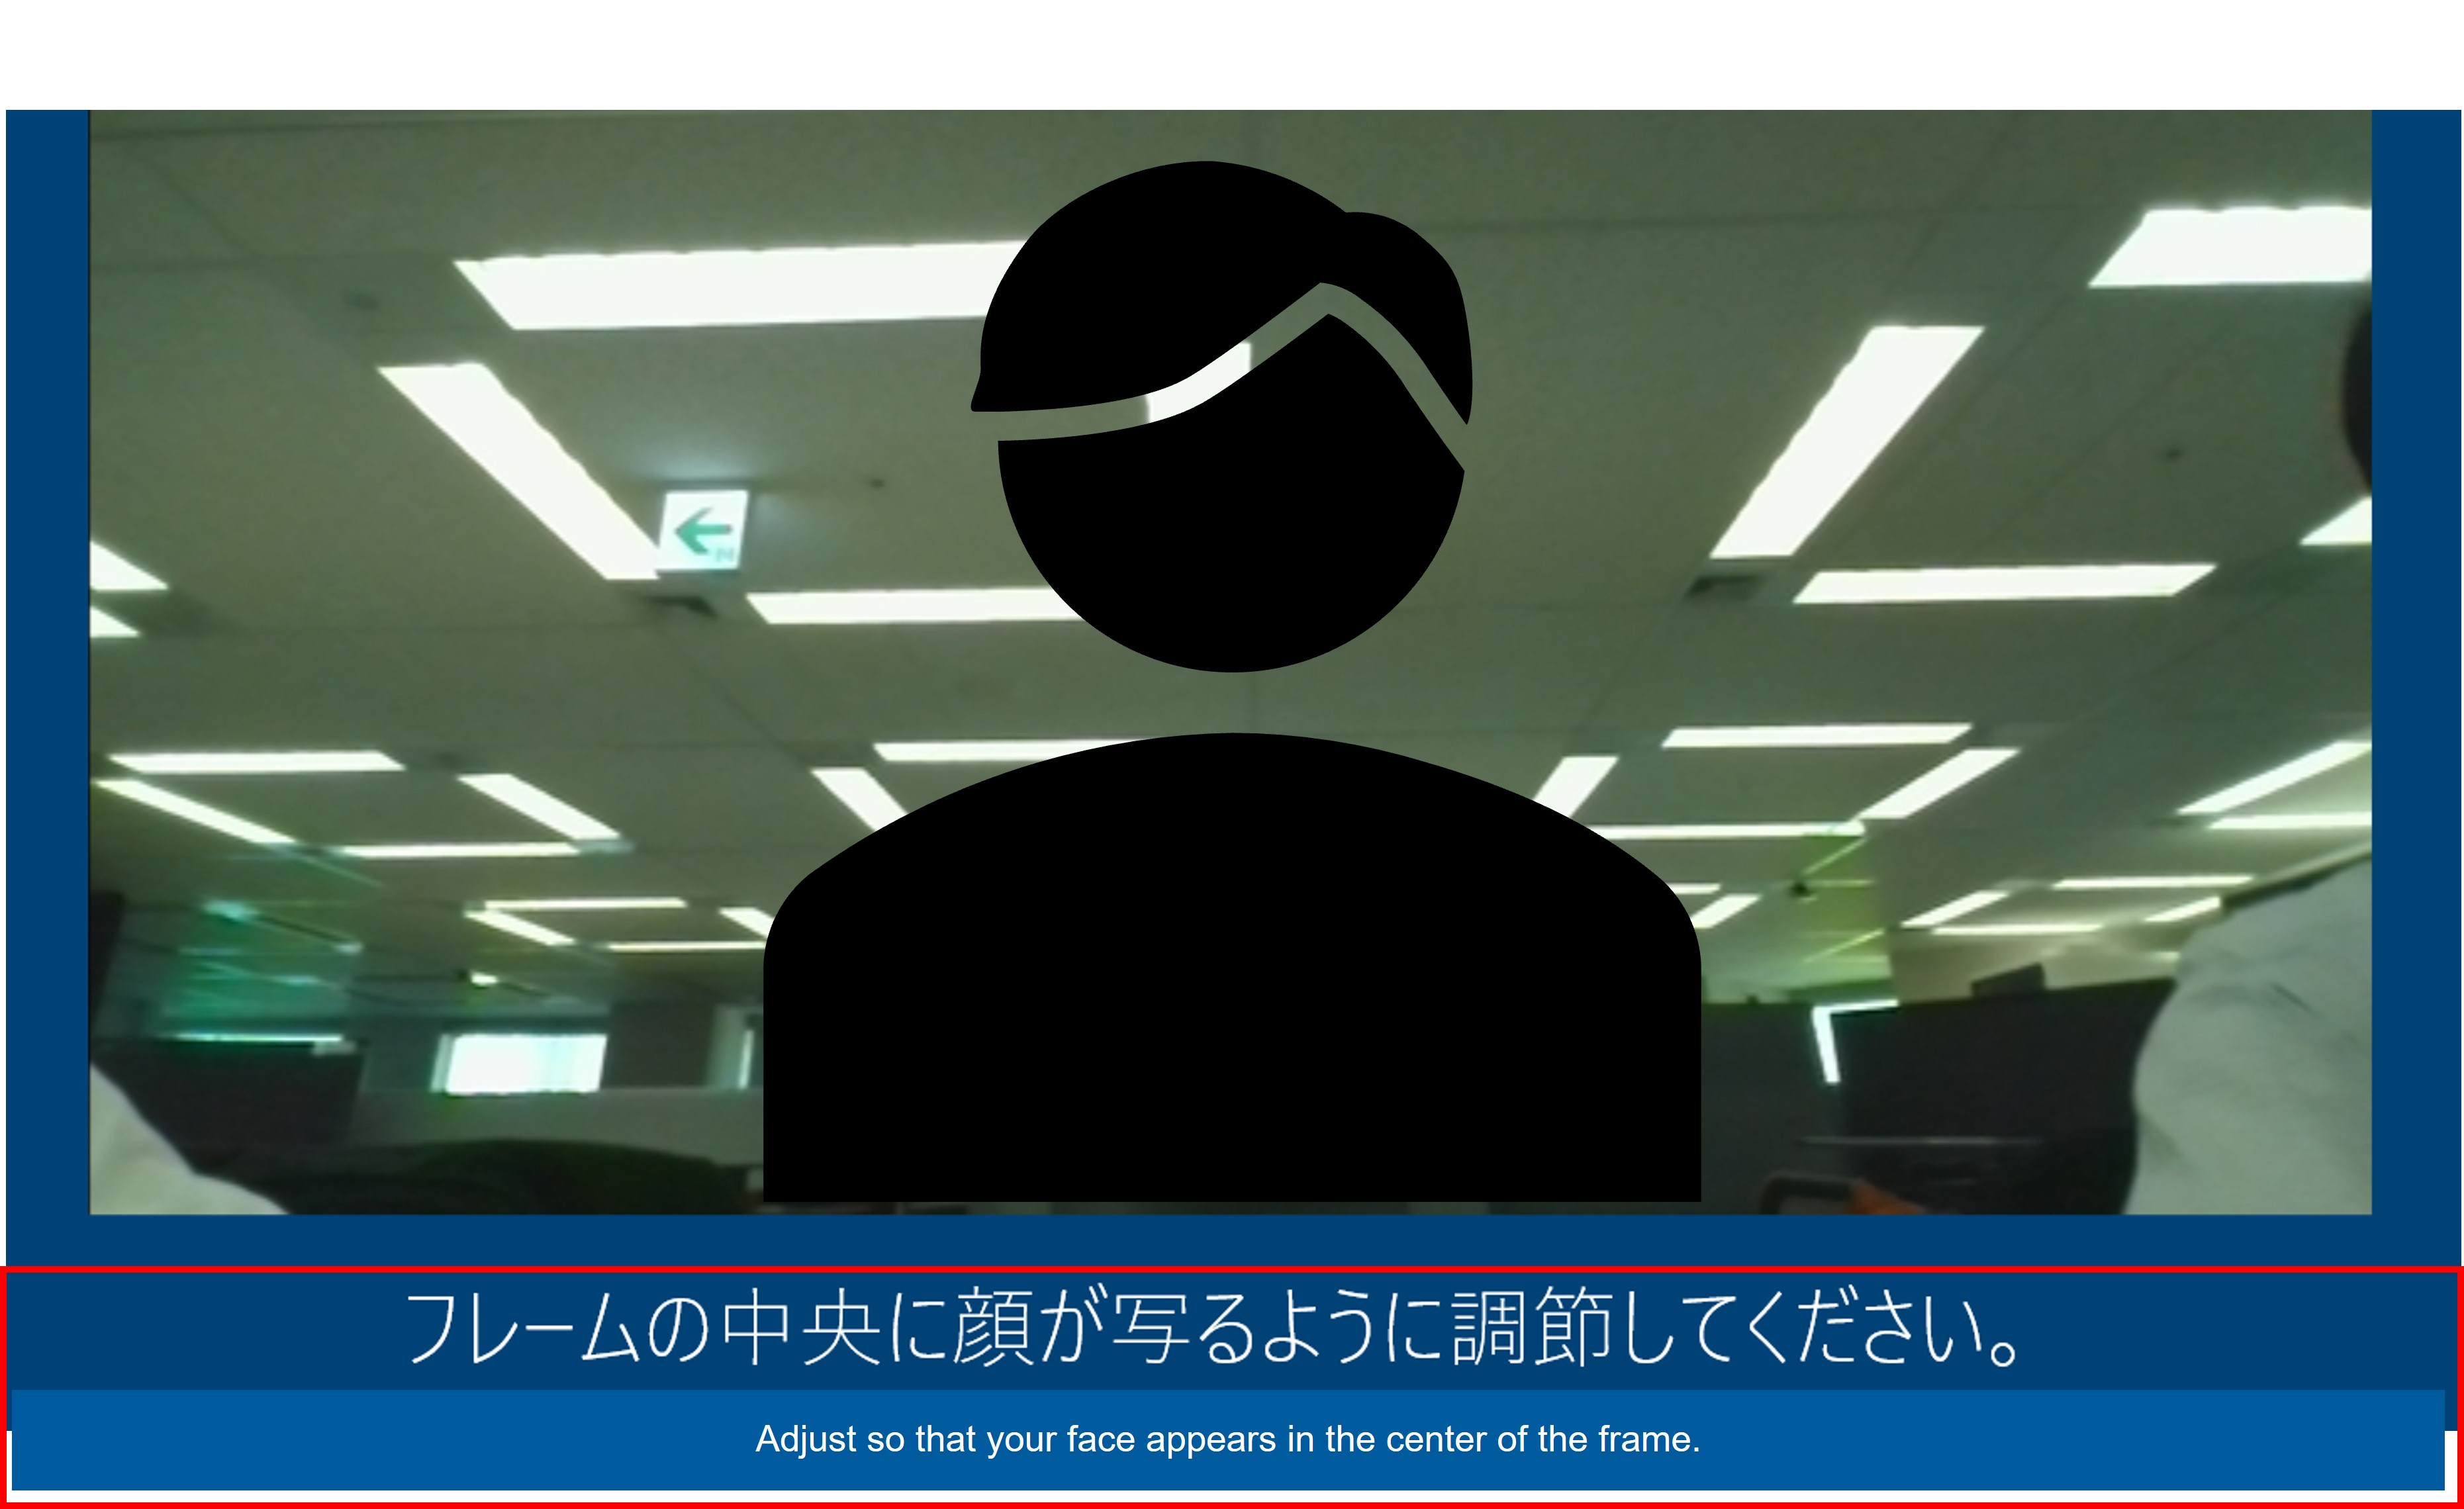 フレームの中央に顔が写るように調節してください。
Adjust so that your face appears in the center of the frame.